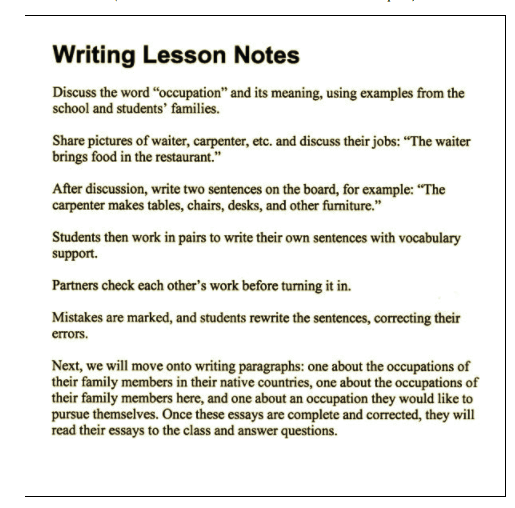 Writing Lesson Notes
Discuss the word “occupation” and its meaning, using examples from the
school and students’ families.
Share pictures of waiter, carpenter, etc. and discuss their jobs: “The waiter
brings food in the restaurant.”
After discussion, write two sentences on the board, for example: “The
carpenter makes tables, chairs, desks, and other furniture.”
Students then work in pairs to write their own sentences with vocabulary
support.
Partners check each other’s work before turning it in.
Mistakes are marked, and students rewrite the sentences, correcting their
errors.
Next, we will move onto writing paragraphs: one about the occupations of
their family members in their native countries, one about the occupations of
their family members here, and one about an occupation they would like to
pursue themselves. Once these essays are complete and corrected, they will
read their essays to the class and answer questions.